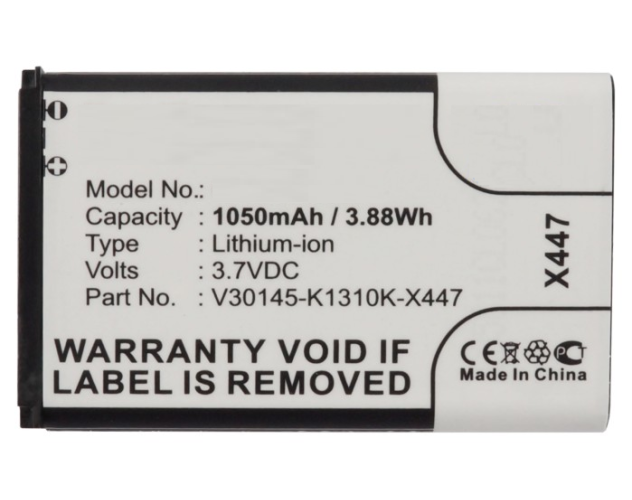 Model No.:
Capacity : 1050mAh / 3.88Wh
Type : Lithium-ion
Volts : 3.7VDC
Part No. : V30145-K1310K-X447
WARRANTY VOID IF
LABEL IS REMOVED
X447
CE
Made In China